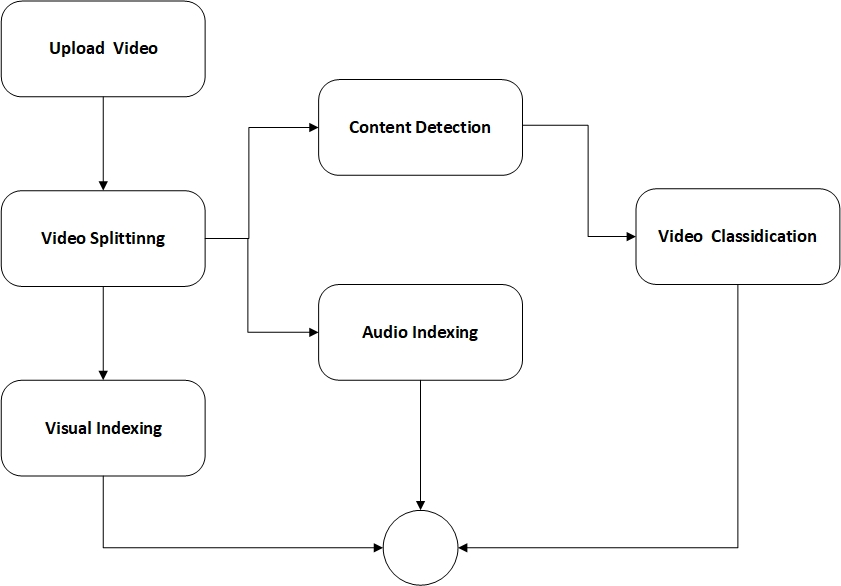 Upload  Video
Content Detection
Video Splittinng
Video  Classidication
Audio Indexing
Visual Indexing